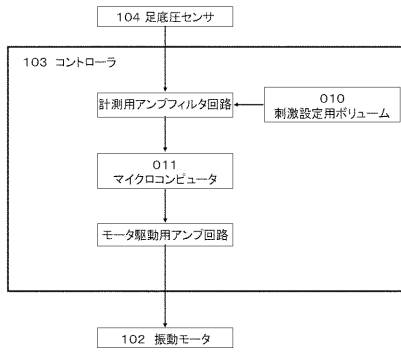 104 足底圧センサ
103 コントローラ
計測用アンプフィルタ回路
010
刺激設定用ボリューム
011
マイクロコンピュータ
モータ駆動用アンプ回路
102 振動モータ